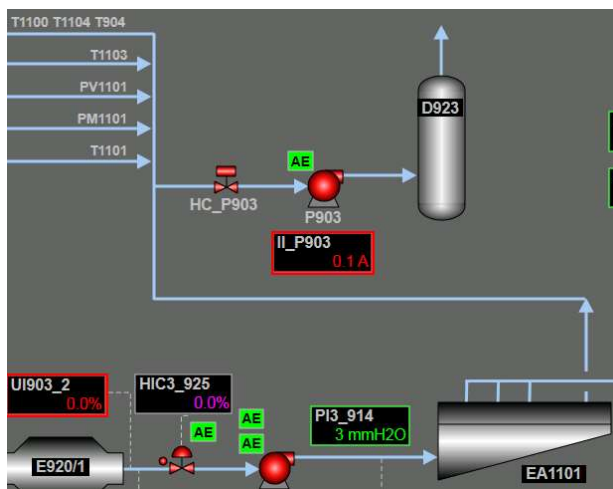 T1100 T1104 T904
T1103
PV1101
PM1101
T1101
D923
AE
HC_P903
P903
II_P903
0.1 A
UI903_2
0.0%
HIC3_925
0.0%
AE
AE
AE
PI3_914
3 mmH2O
E920/1
EA1101